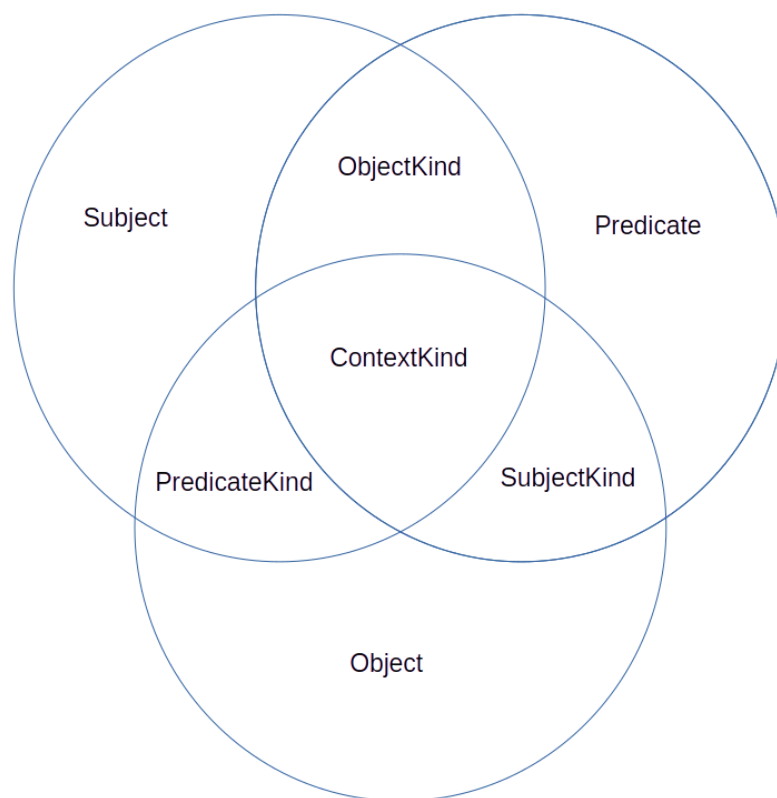 ObjectKind
Subject
Predicate
ContextKind
PredicateKind
SubjectKind
Object